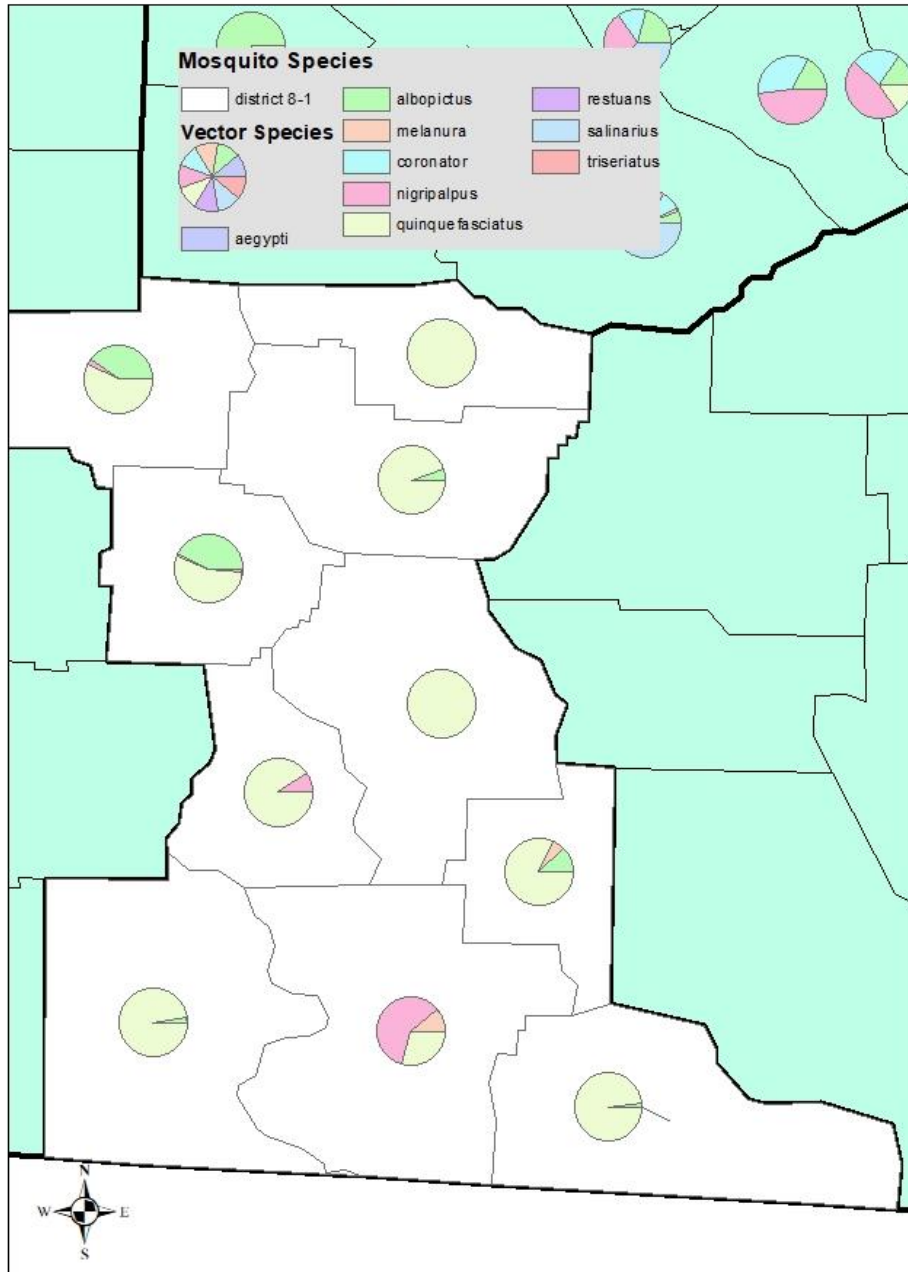 Mosquito Species
district 8-1
albopictus
restuans
Vector Species
melanura
salinarius
coronator
triseriatus
nigripalpus
quinquefasciatus
aegypti
N
W E
S